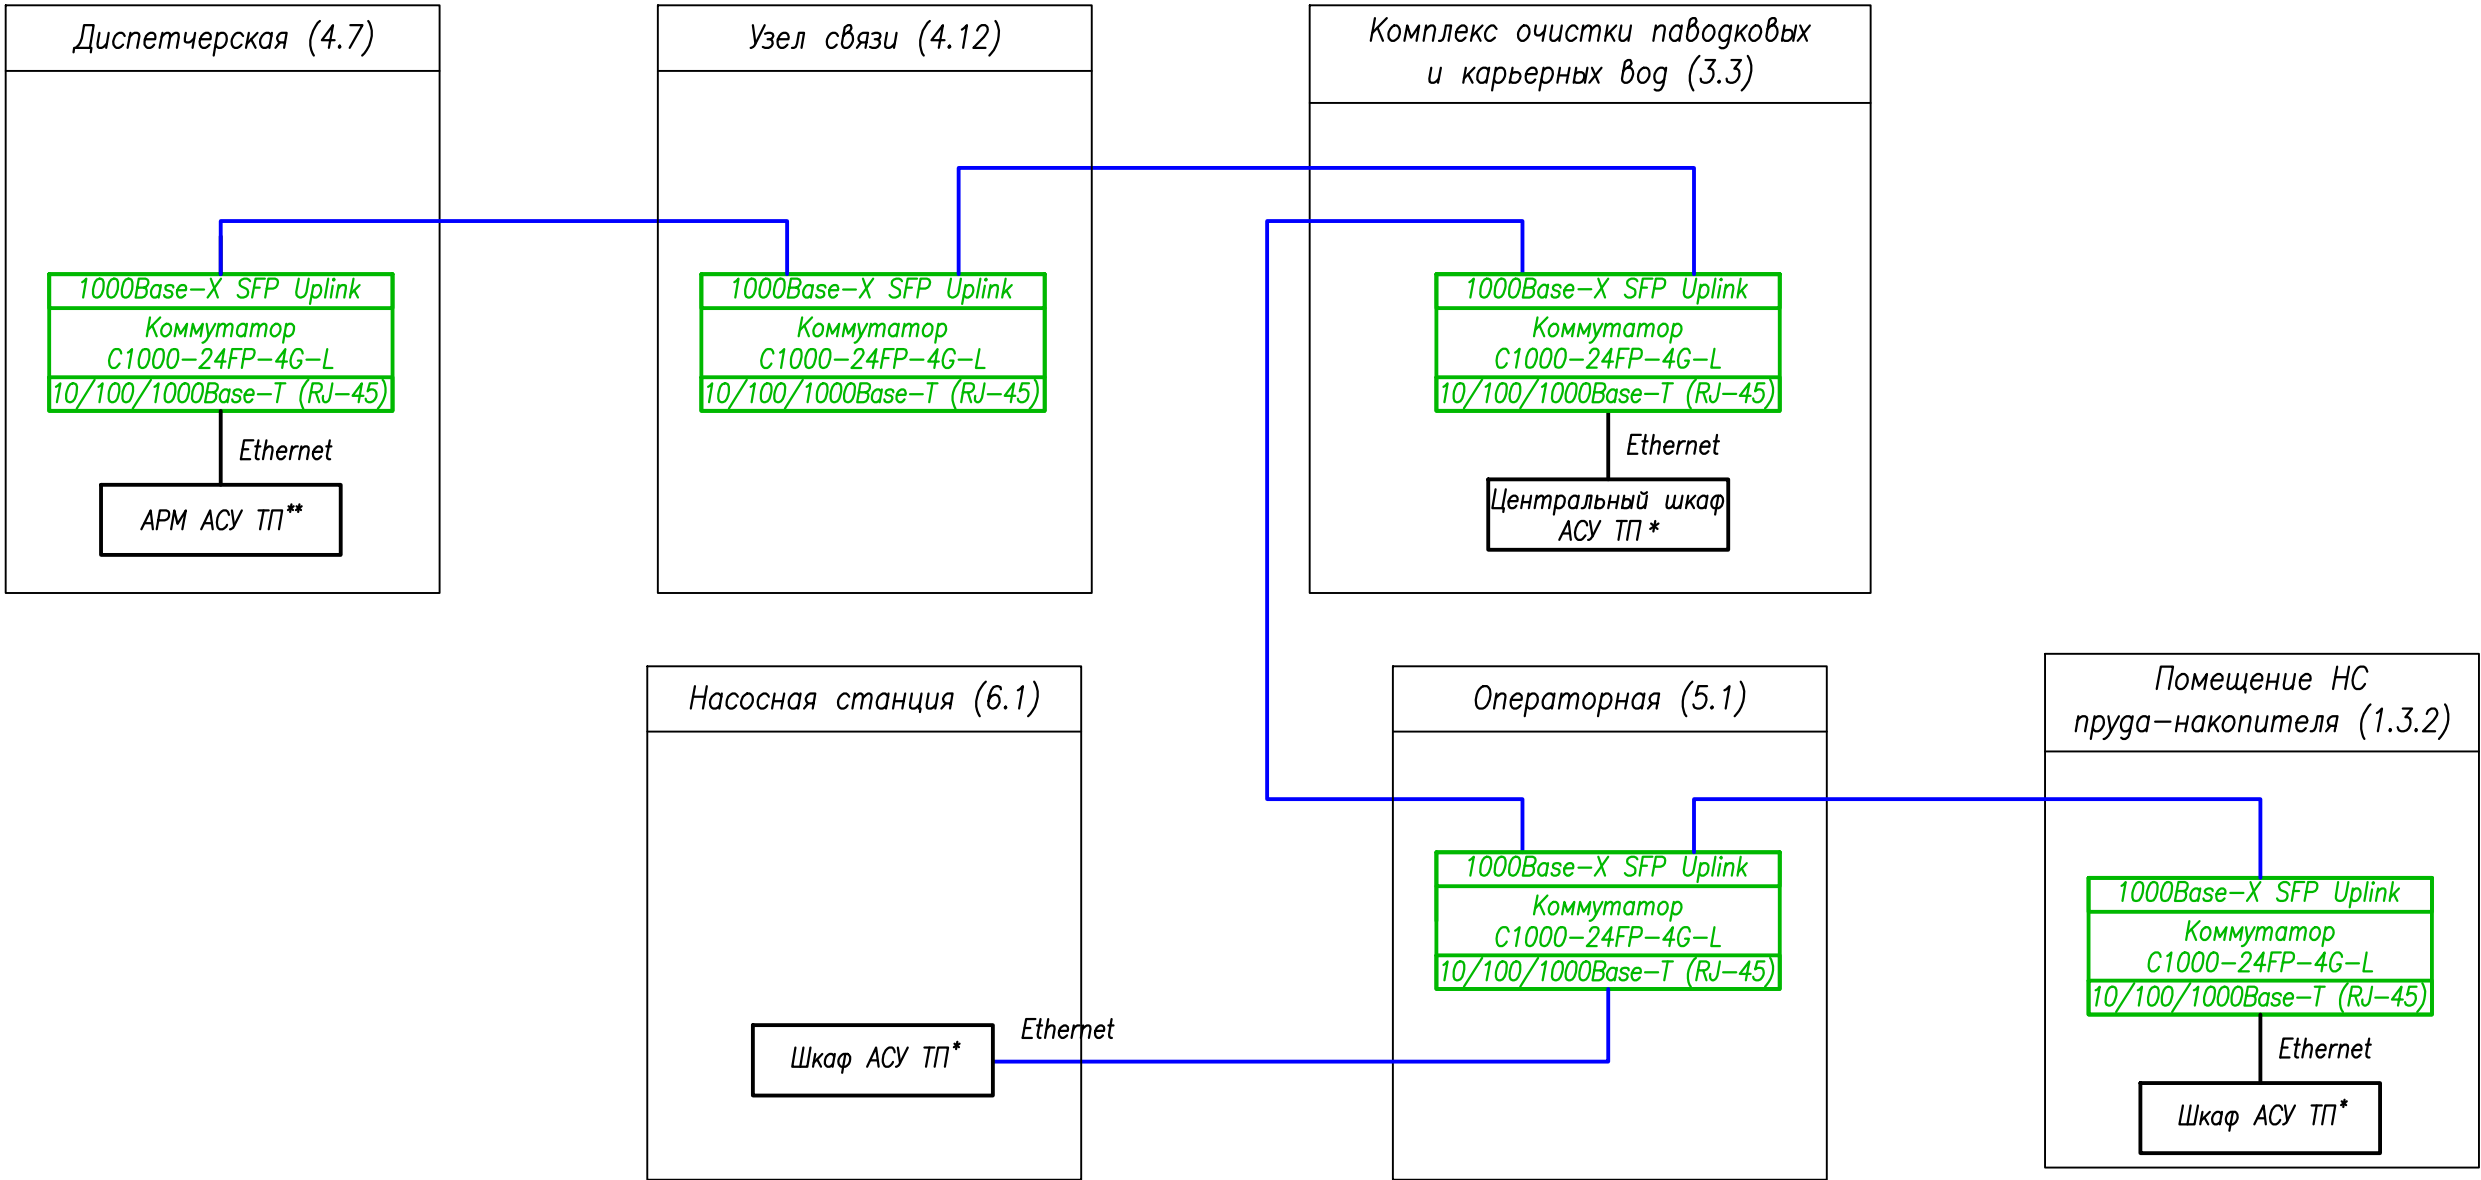 Диспетчерская (4.7)
1000Base-X SFP Uplink
Коммутатор
C1000-24FP-4G-L
10/100/1000Base-T (RJ-45)
Ethernet
АРМ АСУ ТП**
Узел связи (4.12)
1000Base-X SFP Uplink
Коммутатор
C1000-24FP-4G-L
10/100/1000Base-T (RJ-45)
Комплекс очистки паводковых
и карьерных вод (3.3)
1000Base-X SFP Uplink
Коммутатор
C1000-24FP-4G-L
10/100/1000Base-T (RJ-45)
Ethernet
Центральный шкаф
АСУ ТП*
Насосная станция (6.1)
Ethernet
Шкаф АСУ ТП*
Операторная (5.1)
1000Base-X SFP Uplink
Коммутатор
C1000-24FP-4G-L
10/100/1000Base-T (RJ-45)
Помещение НС
пруда-накопителя (1.3.2)
1000Base-X SFP Uplink
Коммутатор
C1000-24FP-4G-L
10/100/1000Base-T (RJ-45)
Ethernet
Шкаф АСУ ТП*